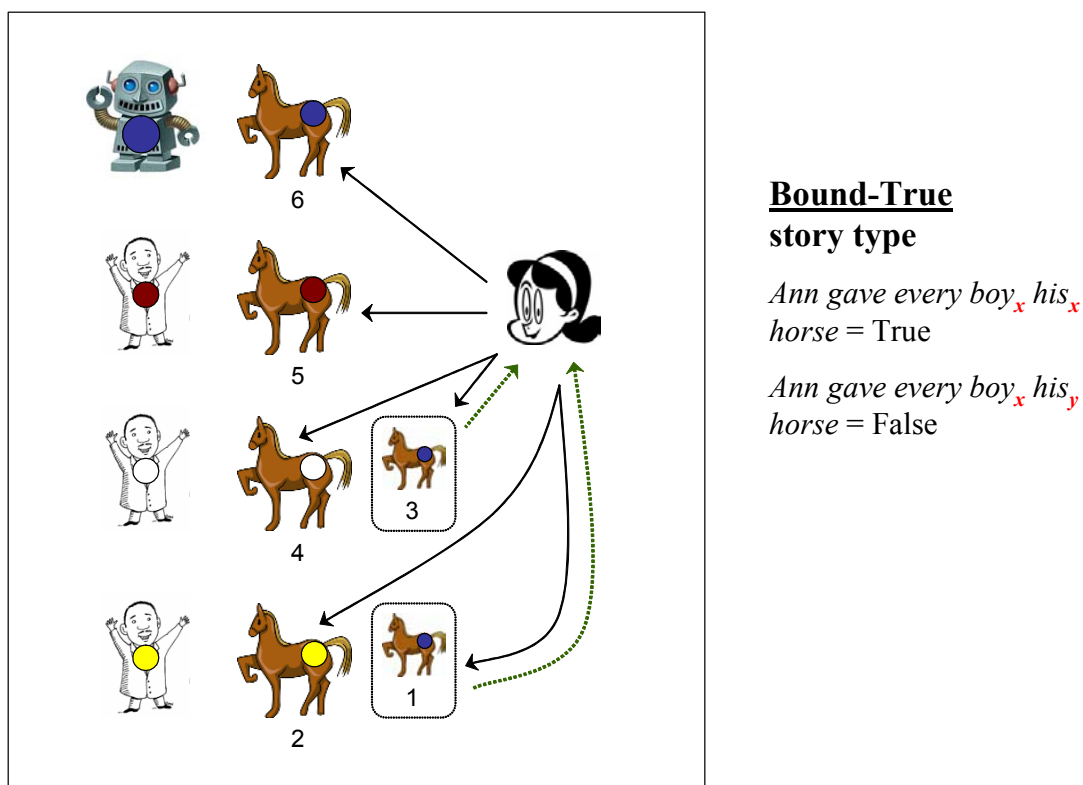 6
5
4
3
2
1
Bound-True
story type
Ann gave every boyx hisx
horse = True
Ann gave every boyx hisy
horse = False